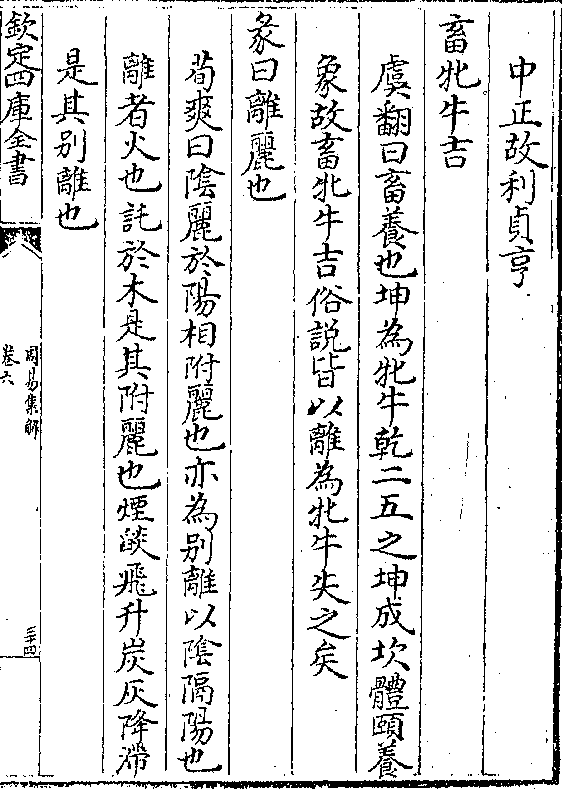 中正故利貞亨
畜牝牛吉
虞翻曰畜養也坤為牝牛乾二五之坤成坎體頤養
象故畜牝牛吉俗說皆以離為牝牛失之矣
彖曰離麗也
荀爽曰陰麗於陽相附麗也亦為别離以陰隔陽也
離者火也託於木是其附麗也煙燄飛升炭灰降滯
是其别離也
欽定四庫全書
周易集解
卷六
三十四